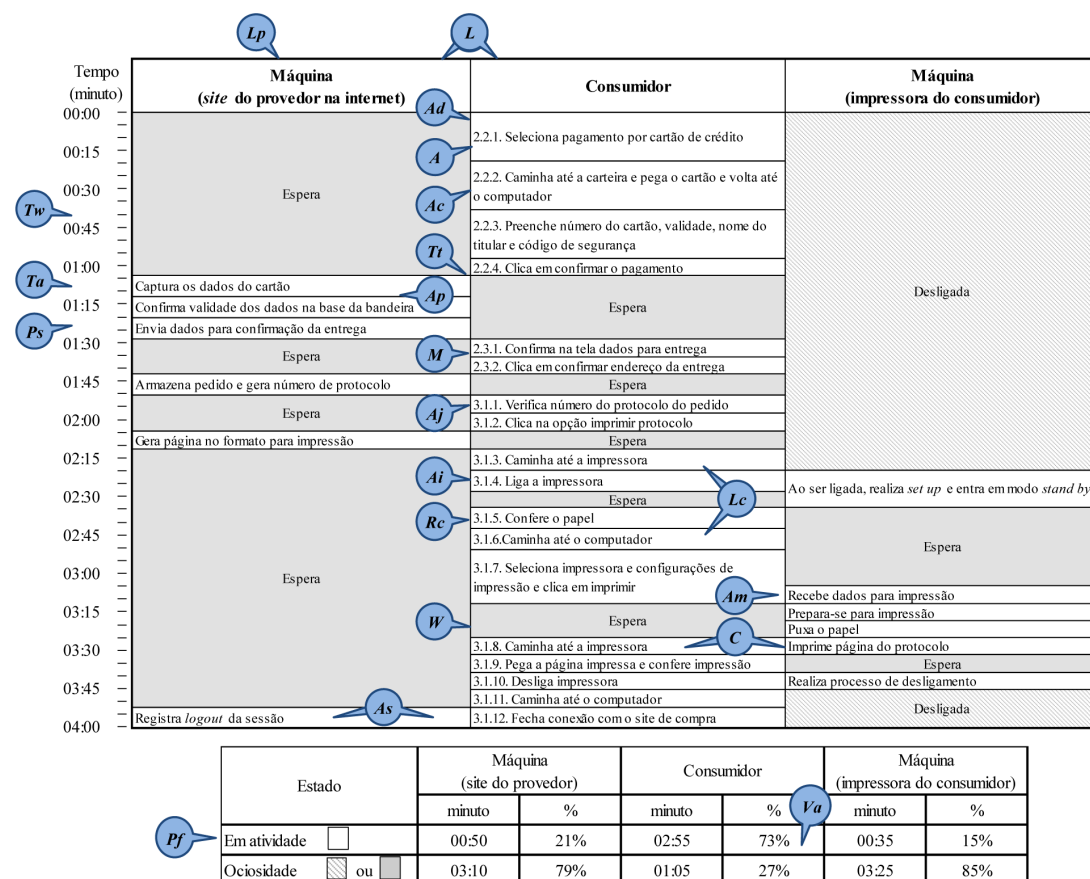 Lp
L
Tempo
(minuto)
Máquina
(site do provedor na internet)
Consumidor
Máquina
(impressora do consumidor)
Ad
00:00
2.2.1. Seleciona pagamento por cartão de crédito
A
00:15
2.2.2. Caminha até a carteira e pega o cartão e volta até
o computador
00:30
Espera
Ac
Tw
00:45
2.2.3. Preenche número do cartão, validade, nome do
titular e código de segurança
Tt
01:00
2.2.4. Clica em confirmar o pagamento
Ta
Captura os dados do cartão
Desligada
Ap
01:15
Confirma validade dos dados na base da bandeira
Espera
Ps
Envia dados para confirmação da entrega
01:30
Espera
M
2.3.1. Confirma na tela dados para entrega
2.3.2. Clica em confirmar endereço da entrega
01:45
Armazena pedido e gera número de protocolo
Espera
Espera
Aj
3.1.1. Verifica número do protocolo do pedido
02:00
3.1.2. Clica na opção imprimir protocolo
Gera página no formato para impressão
Espera
02:15
3.1.3. Caminha até a impressora
Ai
3.1.4. Liga a impressora
Ao ser ligada, realiza set up e entra em modo stand by
02:30
Espera
Lc
Rc
3.1.5. Confere o papel
02:45
3.1.6.Caminha até o computador
Espera
03:00
Espera
3.1.7. Seleciona impressora e configurações de
impressão e clica em imprimir
Am
Recebe dados para impressão
03:15
W
Espera
Prepara-se para impressão
Puxa o papel
C
03:30
3.1.8. Caminha até a impressora
Imprime página do protocolo
3.1.9. Pega a página impressa e confere impressão
Espera
3.1.10. Desliga impressora
Realiza processo de desligamento
03:45
3.1.11. Caminha até o computador
Desligada
As
Registra logout da sessão
3.1.12. Fecha conexão com o site de compra
04:00
Estado
Máquina
(site do provedor)
Consumidor
Máquina
(impressora do consumidor)
minuto % minuto % minuto %
Va
Pf
Em atividade 00:50 21% 02:55 73% 00:35 15%
Ociosidade ou 03:10 79% 01:05 27% 03:25 85%